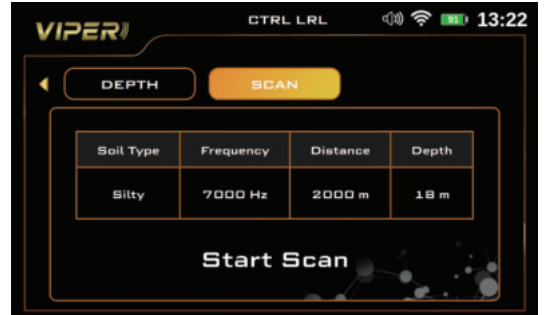 VIPER CTRL LRL 91 13:22
DEPTH SCAN
Soil Type Frequency Distance Depth
Silty 7000 Hz 2000 m 18 m
Start Scan